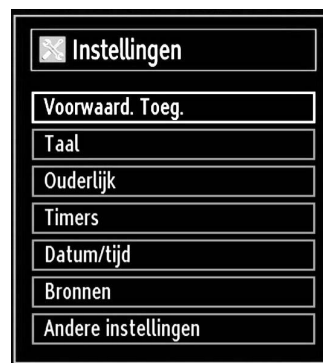 Instellingen
Voorwaard. Toeg.
Taal
Ouderlijk
Timers
Datum/tijd
Bronnen
Andere instellingen